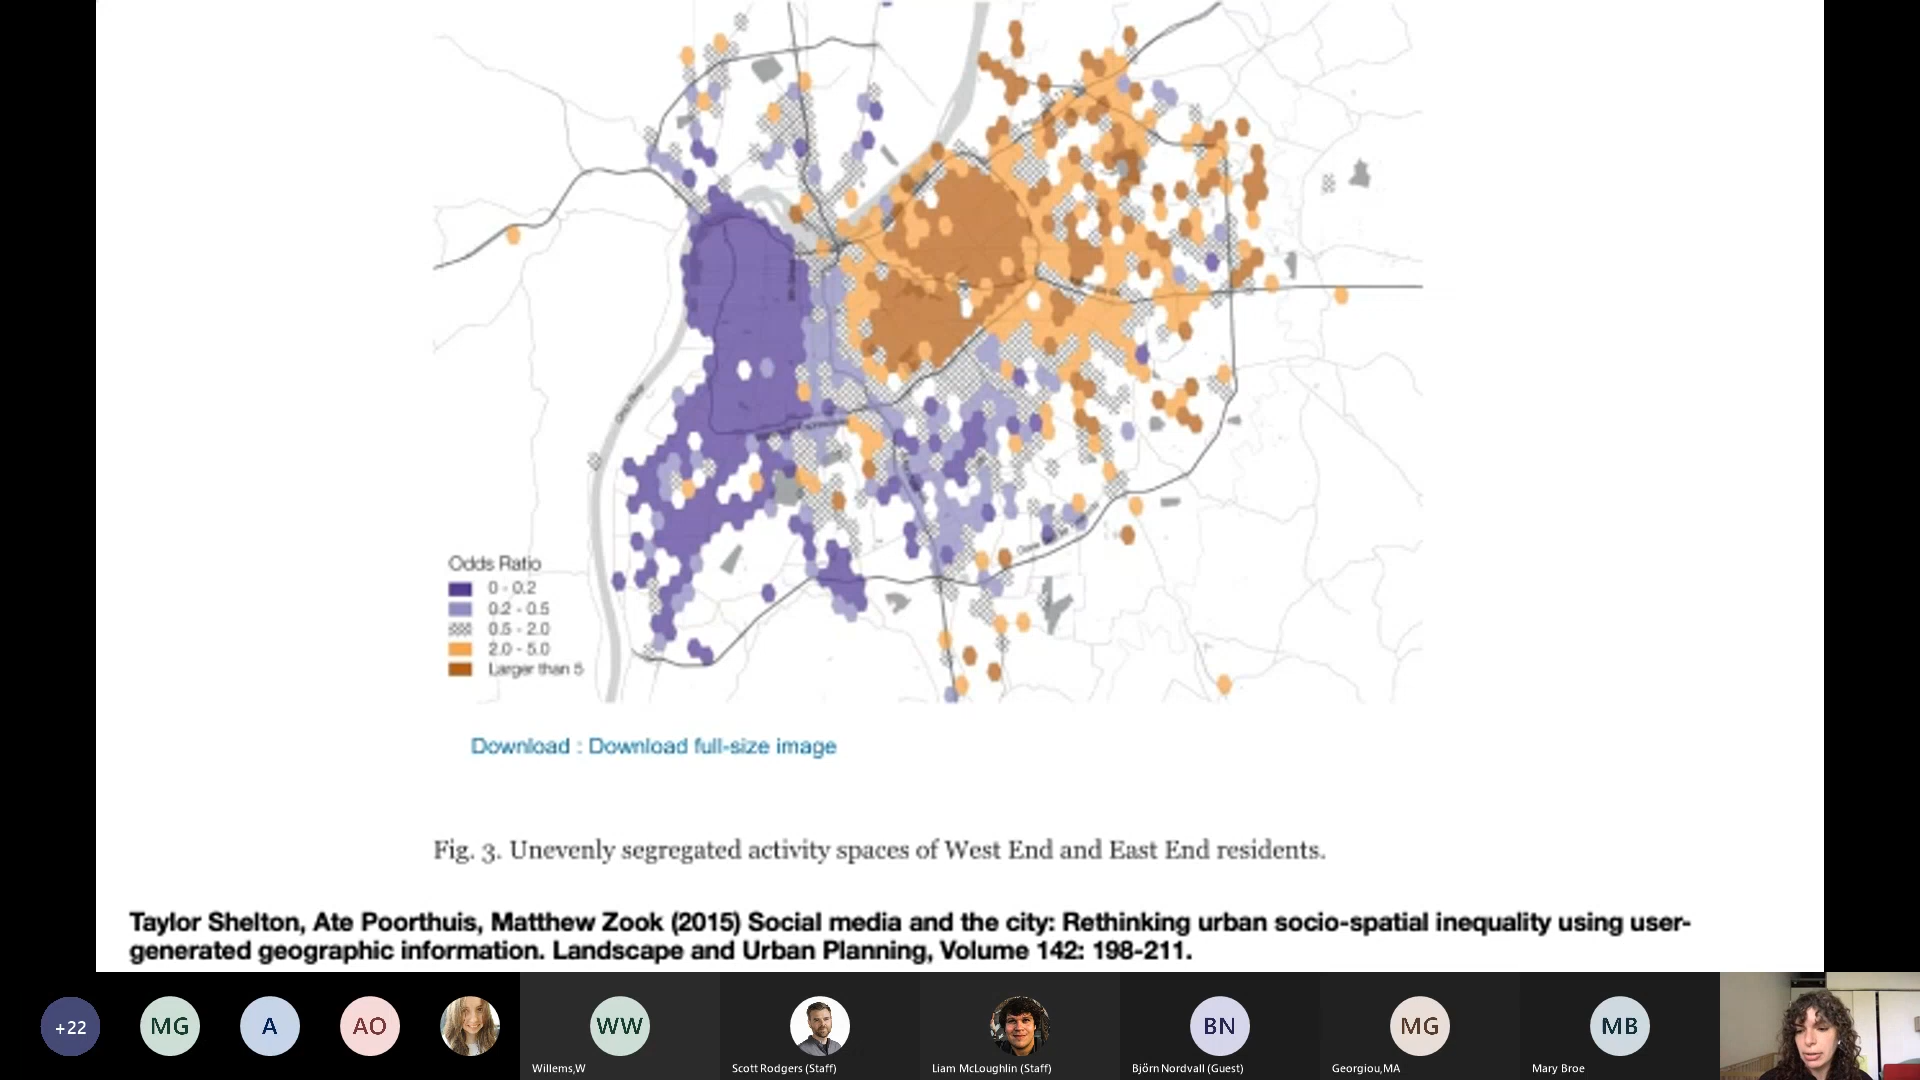 Ohio River
Odds Ratio
0 - 0.2
0.2 - 0.5
0.5 - 2.0
2.0 - 5.0
Larger than 5
Download : Download full-size image
Fig. 3. Unevenly segregated activity spaces of West End and East End residents.
Taylor Shelton, Ate Poorthuis, Matthew Zook (2015) Social media and the city: Rethinking urban socio-spatial inequality using user-
generated geographic information. Landscape and Urban Planning, Volume 142: 198-211.
+22
MG
A
AO
WW
BN
MG
MB
Willems,W
Scott Rodgers (Staff)
Liam McLoughlin (Staff)
Björn Nordvall (Guest)
Georgiou,MA
Mary Broe